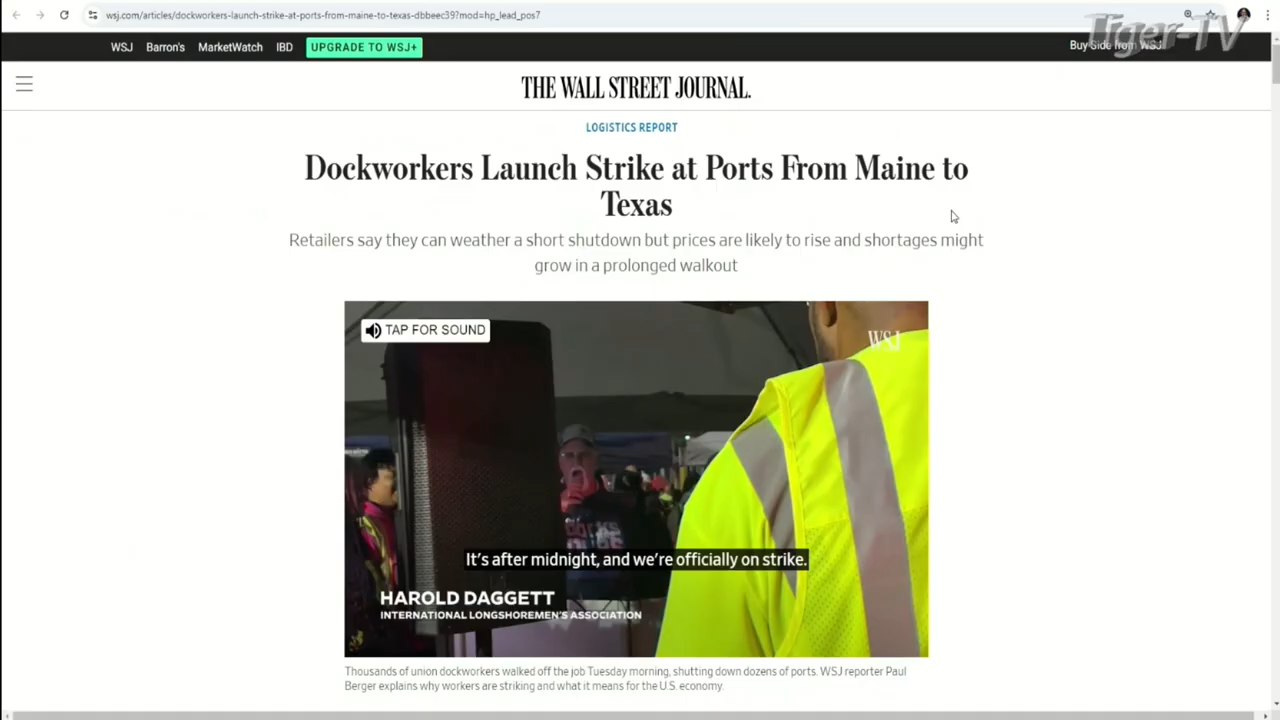 wsj.com/articles/dockworkers-launch-strike-at-ports-from-maine-to-texas-dbbeec39?mod=hp_lead_pos7
Tiger-TV
WSJ Barron's MarketWatch IBD UPGRADE TO WSJ+ Buy Side from WSJ
THE WALL STREET JOURNAL.
LOGISTICS REPORT
Dockworkers Launch Strike at Ports From Maine to
Texas
Retailers say they can weather a short shutdown but prices are likely to rise and shortages might
grow in a prolonged walkout
TAP FOR SOUND
WSJ
It's after midnight, and we're officially on strike.
HAROLD DAGGETT
INTERNATIONAL LONGSHOREMEN'S ASSOCIATION
Thousands of union dockworkers walked off the job Tuesday morning, shutting down dozens of ports. WSJ reporter Paul
Berger explains why workers are striking and what it means for the U.S. economy.